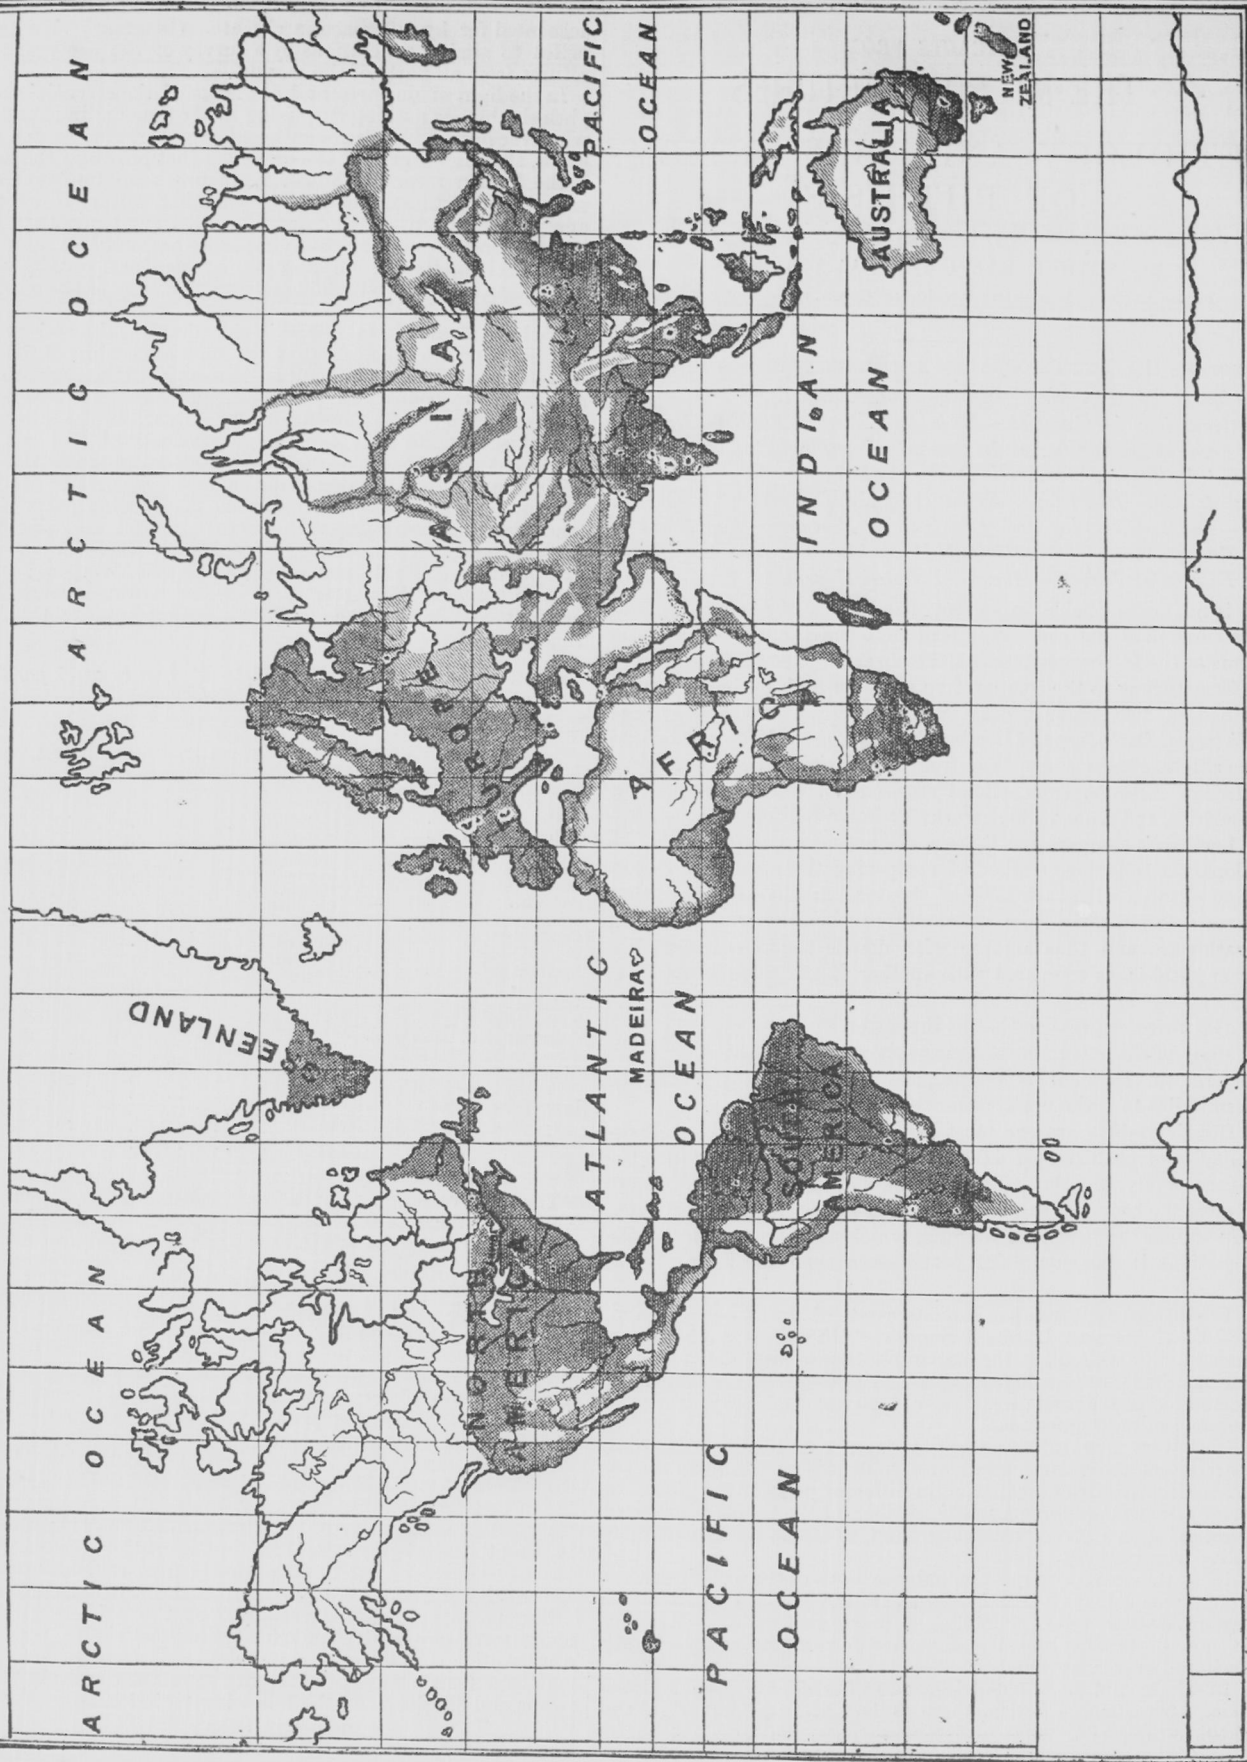 ARCTIC OCEAN
ARCTIC OCEAN
GREENLAND
NORTH
AMERICA
EUROPE
ASIA
ATLANTIC
OCEAN
MADEIRA
AFRICA
PACIFIC
OCEAN
PACIFIC
OCEAN
SOUTH
AMERICA
INDIAN
OCEAN
AUSTRALIA
NEW
ZEALAND